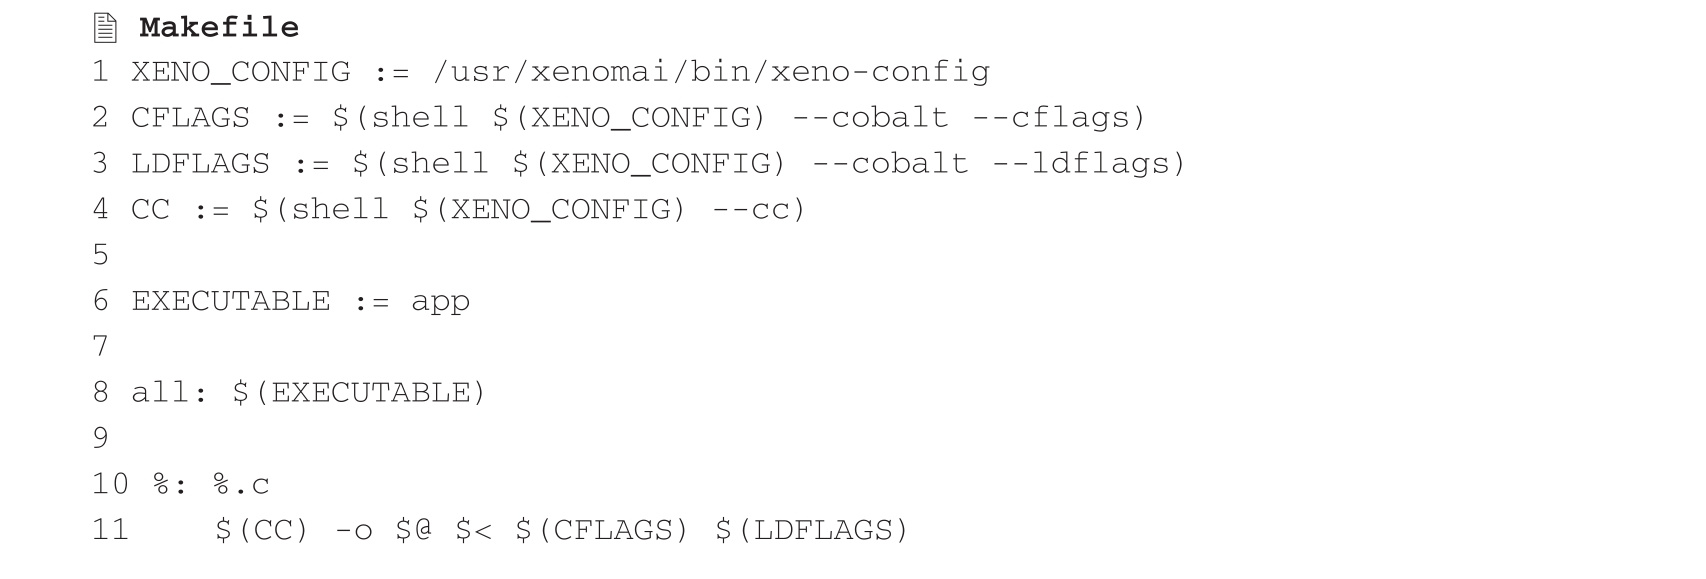 Makefile
1 XENO_CONFIG := /usr/xenomai/bin/xeno-config
2 CFLAGS := $(shell $(XENO_CONFIG) --cobalt --cflags)
3 LDFLAGS := $(shell $(XENO_CONFIG) --cobalt --ldflags)
4 CC := $(shell $(XENO_CONFIG) --cc)
5
6 EXECUTABLE := app
7
8 all: $(EXECUTABLE)
9
10 %: %.c
11    $(CC) -o $@ $< $(CFLAGS) $(LDFLAGS)